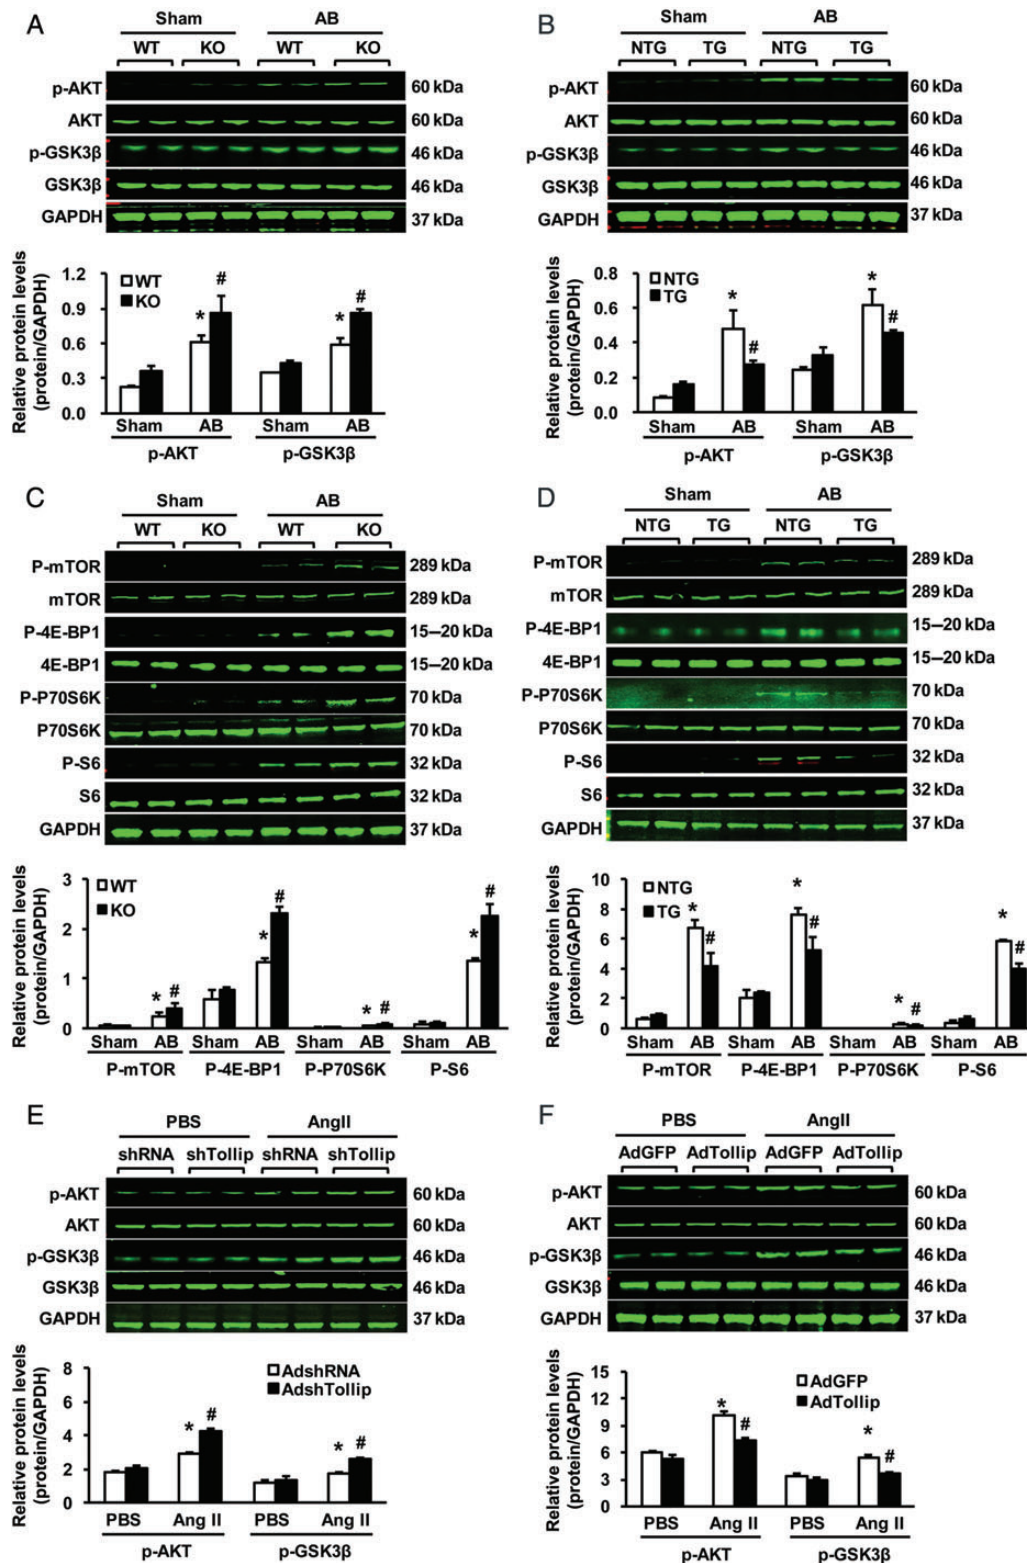 A
Sham AB
WT KO WT KO
p-AKT 60 kDa
AKT 60 kDa
p-GSK3β 46 kDa
GSK3β 46 kDa
GAPDH 37 kDa
Relative protein levels
(protein/GAPDH)
1.2
0.9
0.6
0.3
0.0
WT
KO
* # * #
Sham AB Sham AB
p-AKT p-GSK3β
B
Sham AB
NTG TG NTG TG
p-AKT 60 kDa
AKT 60 kDa
p-GSK3β 46 kDa
GSK3β 46 kDa
GAPDH 37 kDa
Relative protein levels
(protein/GAPDH)
0.8
0.6
0.4
0.2
0.0
NTG
TG
* # * #
Sham AB Sham AB
p-AKT p-GSK3β
C
Sham AB
WT KO WT KO
P-mTOR 289 kDa
mTOR 289 kDa
P-4E-BP1 15–20 kDa
4E-BP1 15–20 kDa
P-P70S6K 70 kDa
P70S6K 70 kDa
P-S6 32 kDa
S6 32 kDa
GAPDH 37 kDa
Relative protein levels
(protein/GAPDH)
3
2
1
0
WT
KO
* # * # * # * #
Sham AB Sham AB Sham AB Sham AB
P-mTOR P-4E-BP1 P-P70S6K P-S6
D
Sham AB
NTG TG NTG TG
P-mTOR 289 kDa
mTOR 289 kDa
P-4E-BP1 15–20 kDa
4E-BP1 15–20 kDa
P-P70S6K 70 kDa
P70S6K 70 kDa
P-S6 32 kDa
S6 32 kDa
GAPDH 37 kDa
Relative protein levels
(protein/GAPDH)
10
8
6
4
2
0
NTG
TG
* # * # * # * #
Sham AB Sham AB Sham AB Sham AB
P-mTOR P-4E-BP1 P-P70S6K P-S6
E
PBS AngII
shRNA shTollip shRNA shTollip
p-AKT 60 kDa
AKT 60 kDa
p-GSK3β 46 kDa
GSK3β 46 kDa
GAPDH 37 kDa
Relative protein levels
(protein/GAPDH)
8
6
4
2
0
AdshRNA
AdshTollip
* # * #
PBS Ang II PBS Ang II
p-AKT p-GSK3β
F
PBS AngII
AdGFP AdTollip AdGFP AdTollip
p-AKT 60 kDa
AKT 60 kDa
p-GSK3β 46 kDa
GSK3β 46 kDa
GAPDH 37 kDa
Relative protein levels
(protein/GAPDH)
15
12
9
6
3
0
AdGFP
AdTollip
* # * #
PBS Ang II PBS Ang II
p-AKT p-GSK3β